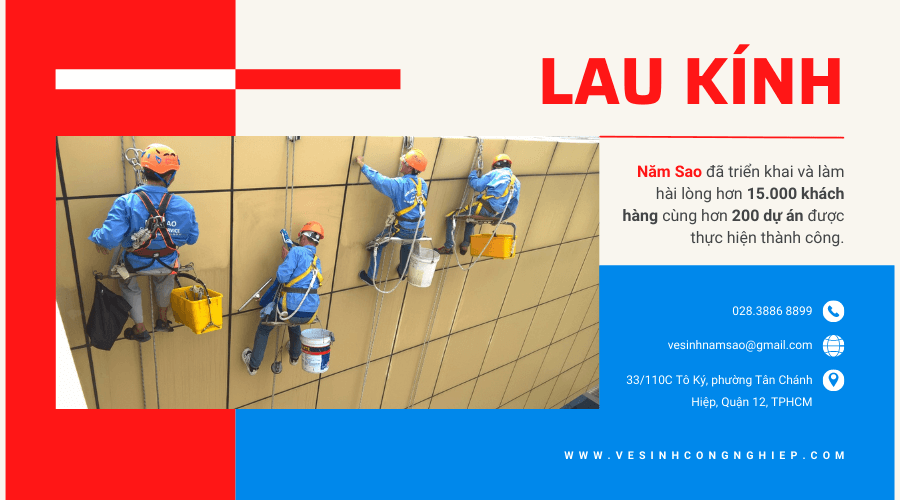 LAU KÍNH
Năm Sao đã triển khai và làm
hài lòng hơn 15.000 khách
hàng cùng hơn 200 dự án được
thực hiện thành công.
028.3886 8899
vesinhnamsao@gmail.com
33/110C Tô Ký, phường Tân Chánh
Hiệp, Quận 12, TPHCM
WWW.VESINHCONGNGHIEP.COM